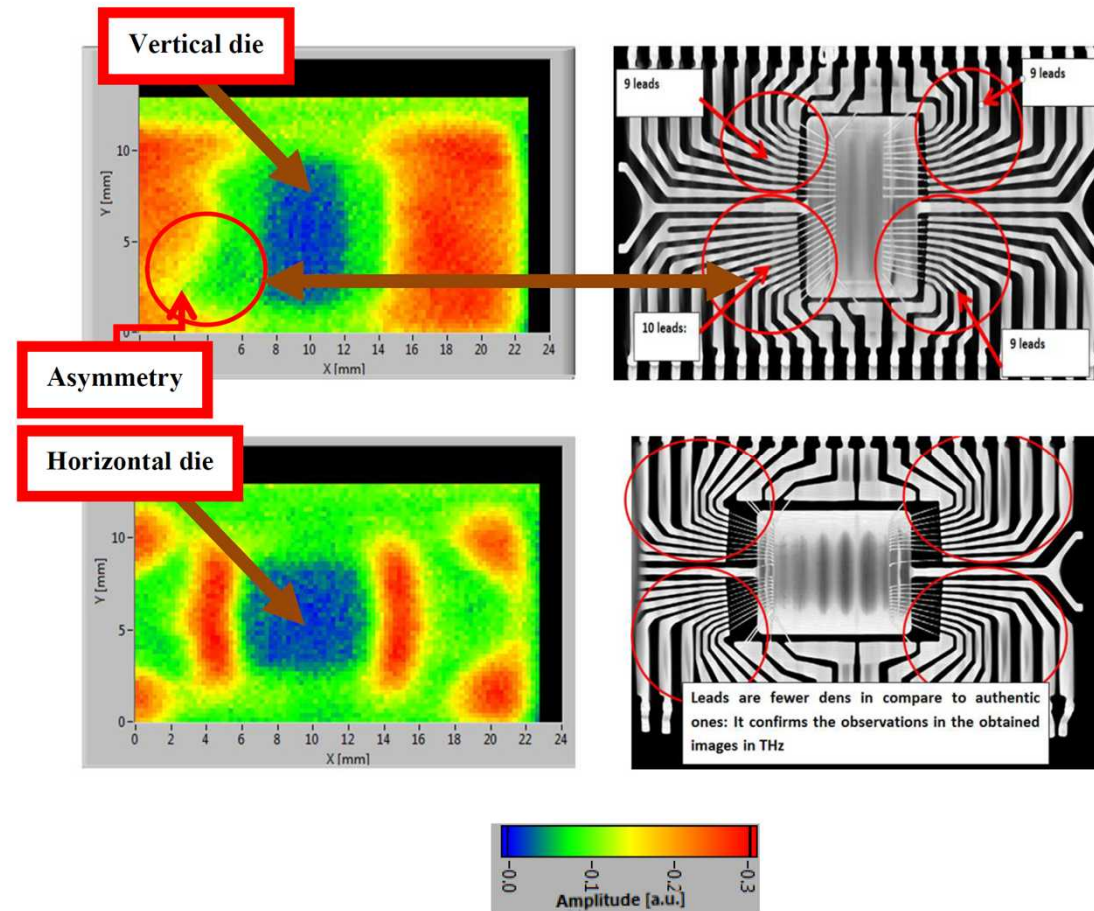 Vertical die
Y [mm]
10
5
0
6 8 10 12 14 16 18 20 22 24
X [mm]
Asymmetry
9 leads
9 leads
10 leads:
9 leads
Horizontal die
Y [mm]
10
5
0
0 2 4 6 8 10 12 14 16 18 20 22 24
X [mm]
Leads are fewer dens in compare to authentic
ones: It confirms the observations in the obtained
images in THz
-0.0 -0.1 -0.2 -0.3
Amplitude [a.u.]